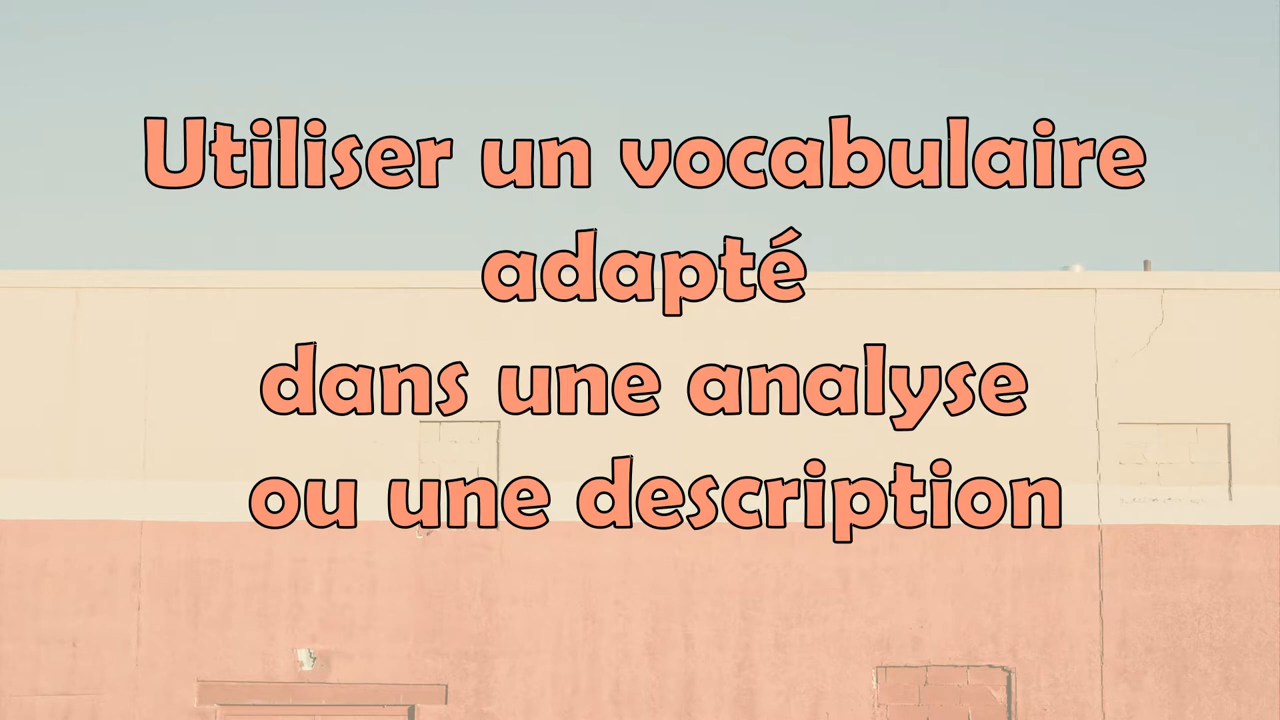 Utiliser un vocabulaire
adapté
dans une analyse
ou une description